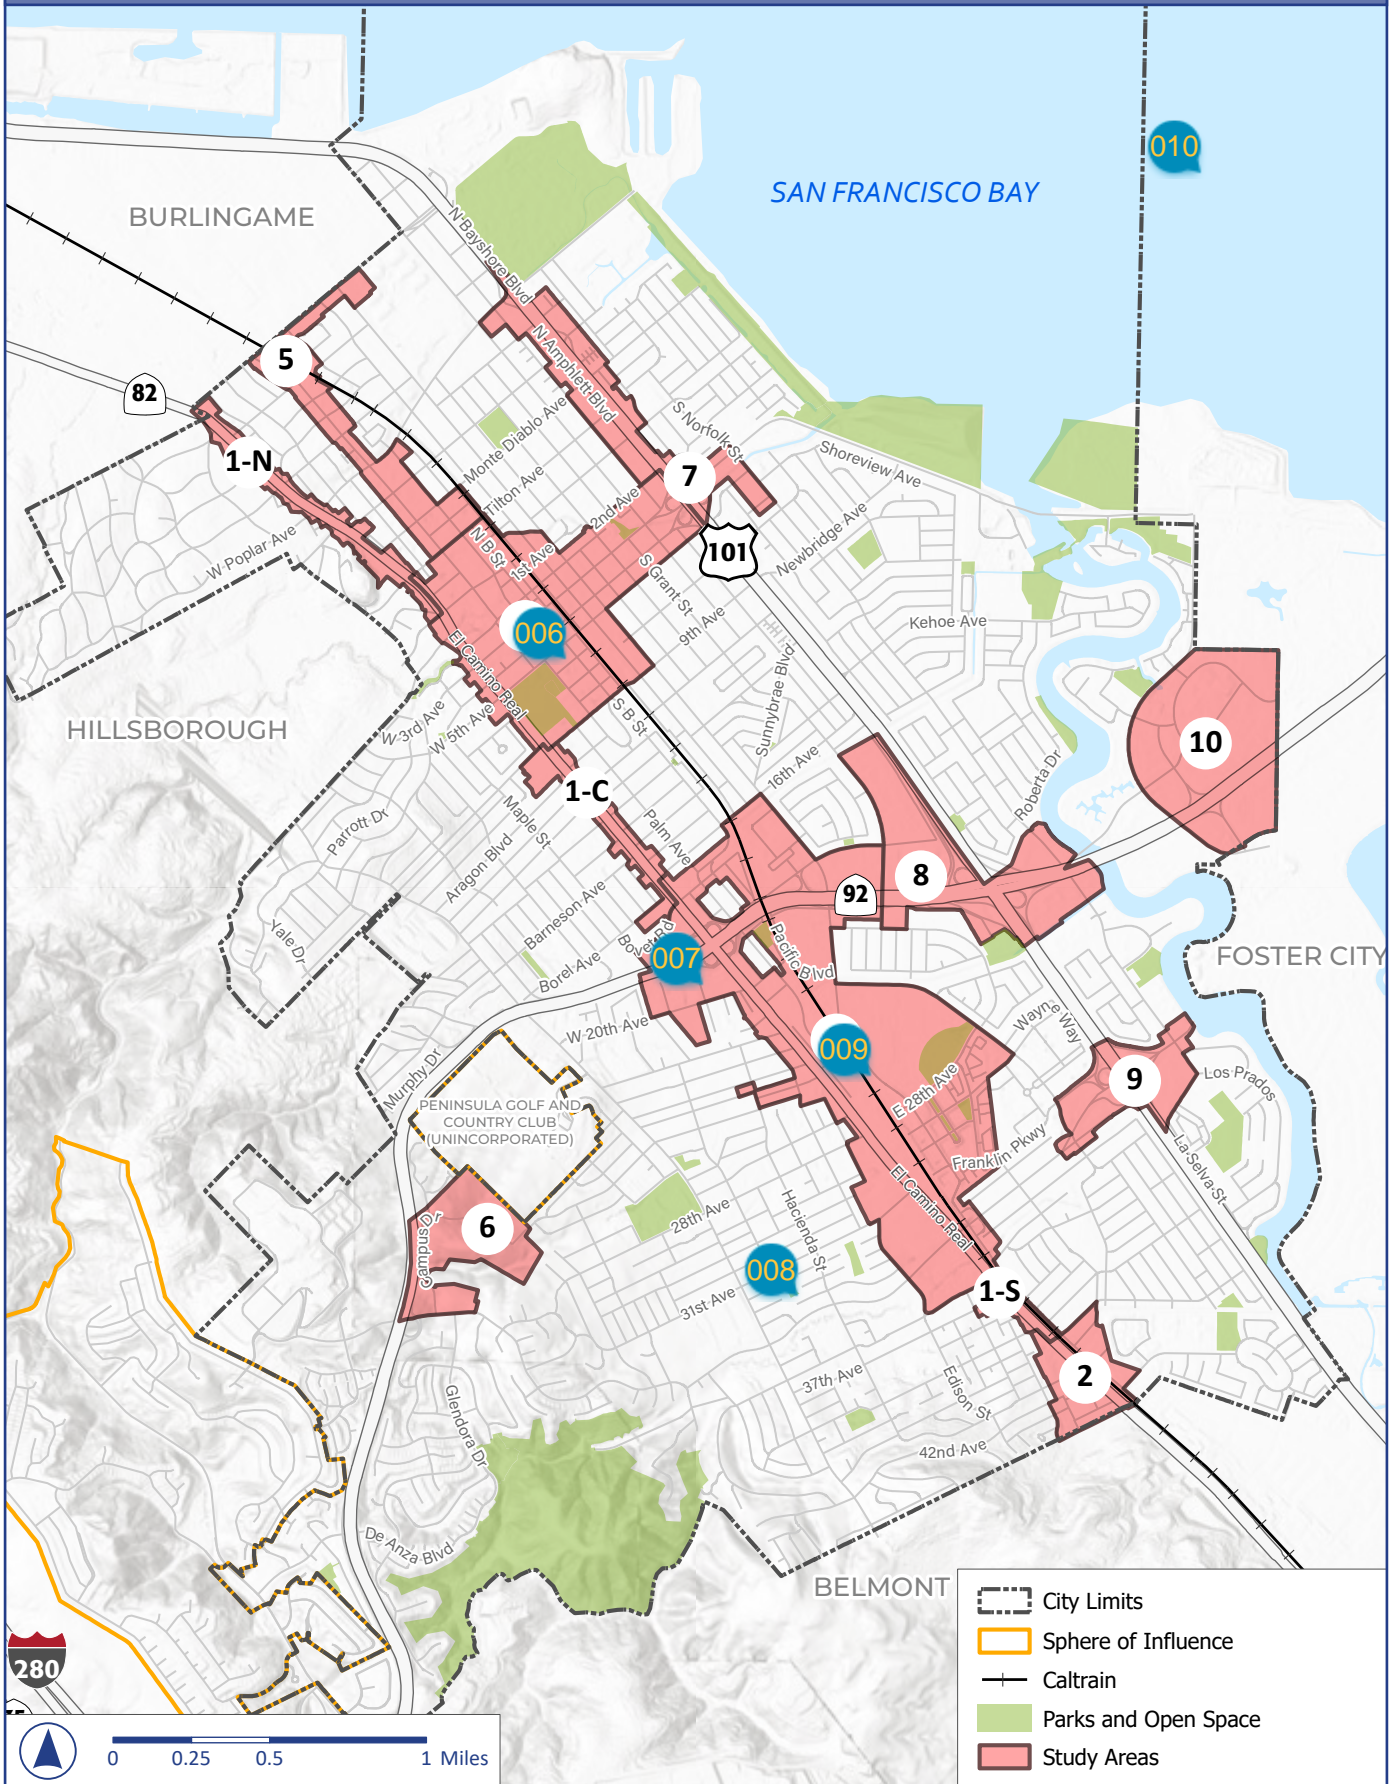 010
SAN FRANCISCO BAY
BURLINGAME
N Bayshore Blvd
5
82
N Amphlett Blvd
1-N
Monte Diablo Ave
S Norfolk St
Tilton Ave
7
Shoreview Ave
2nd Ave
N B St
1st Ave
101
Newbridge Ave
W Poplar Ave
S Grant St
9th Ave
Kehoe Ave
006
El Camino Real
Sunnybrae Blvd
HILLSBOROUGH
W 3rd Ave
W 5th Ave
S B St
10
16th Ave
Roberta Dr
1-C
Parrott Dr
Maple St
Palm Ave
Aragon Blvd
8
92
Barneson Ave
Yale Dr
Bovet Rd
Borel Ave
007
Pacific Blvd
FOSTER CITY
W 20th Ave
Wayne Way
009
Murphy Dr
E 28th Ave
9
Los Prados
PENINSULA GOLF AND
COUNTRY CLUB
(UNINCORPORATED)
Franklin Pkwy
La Selva St
El Camino Real
Campus Dr
6
28th Ave
Hacienda St
008
31st Ave
1-S
37th Ave
2
Edison St
Glendora Dr
42nd Ave
De Anza Blvd
BELMONT
280
City Limits
Sphere of Influence
Caltrain
Parks and Open Space
Study Areas
0 0.25 0.5 1 Miles